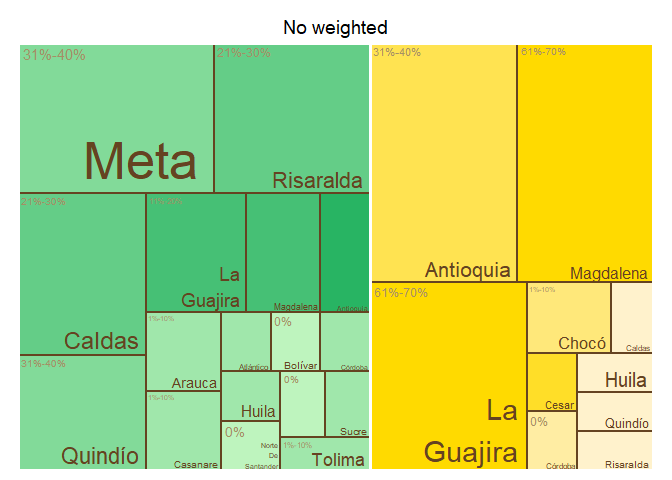 No weighted
31%-40%
Meta
21%-30%
Risaralda
31%-40%
Antioquia
61%-70%
Magdalena
21%-30%
Caldas
La
Guajira
Magdalena
Antioquia
61%-70%
La
Guajira
1%-10%
Chocó
Caldas
1%-10%
Arauca
Atlántico
0%
Bolívar
Córdoba
31%-40%
Quindío
1%-10%
Casanare
Huila
0%
Norte
De
Santander
0%
Sucre
1%-10%
Tolima
Cesar
0%
Córdoba
Huila
Quindío
Risaralda